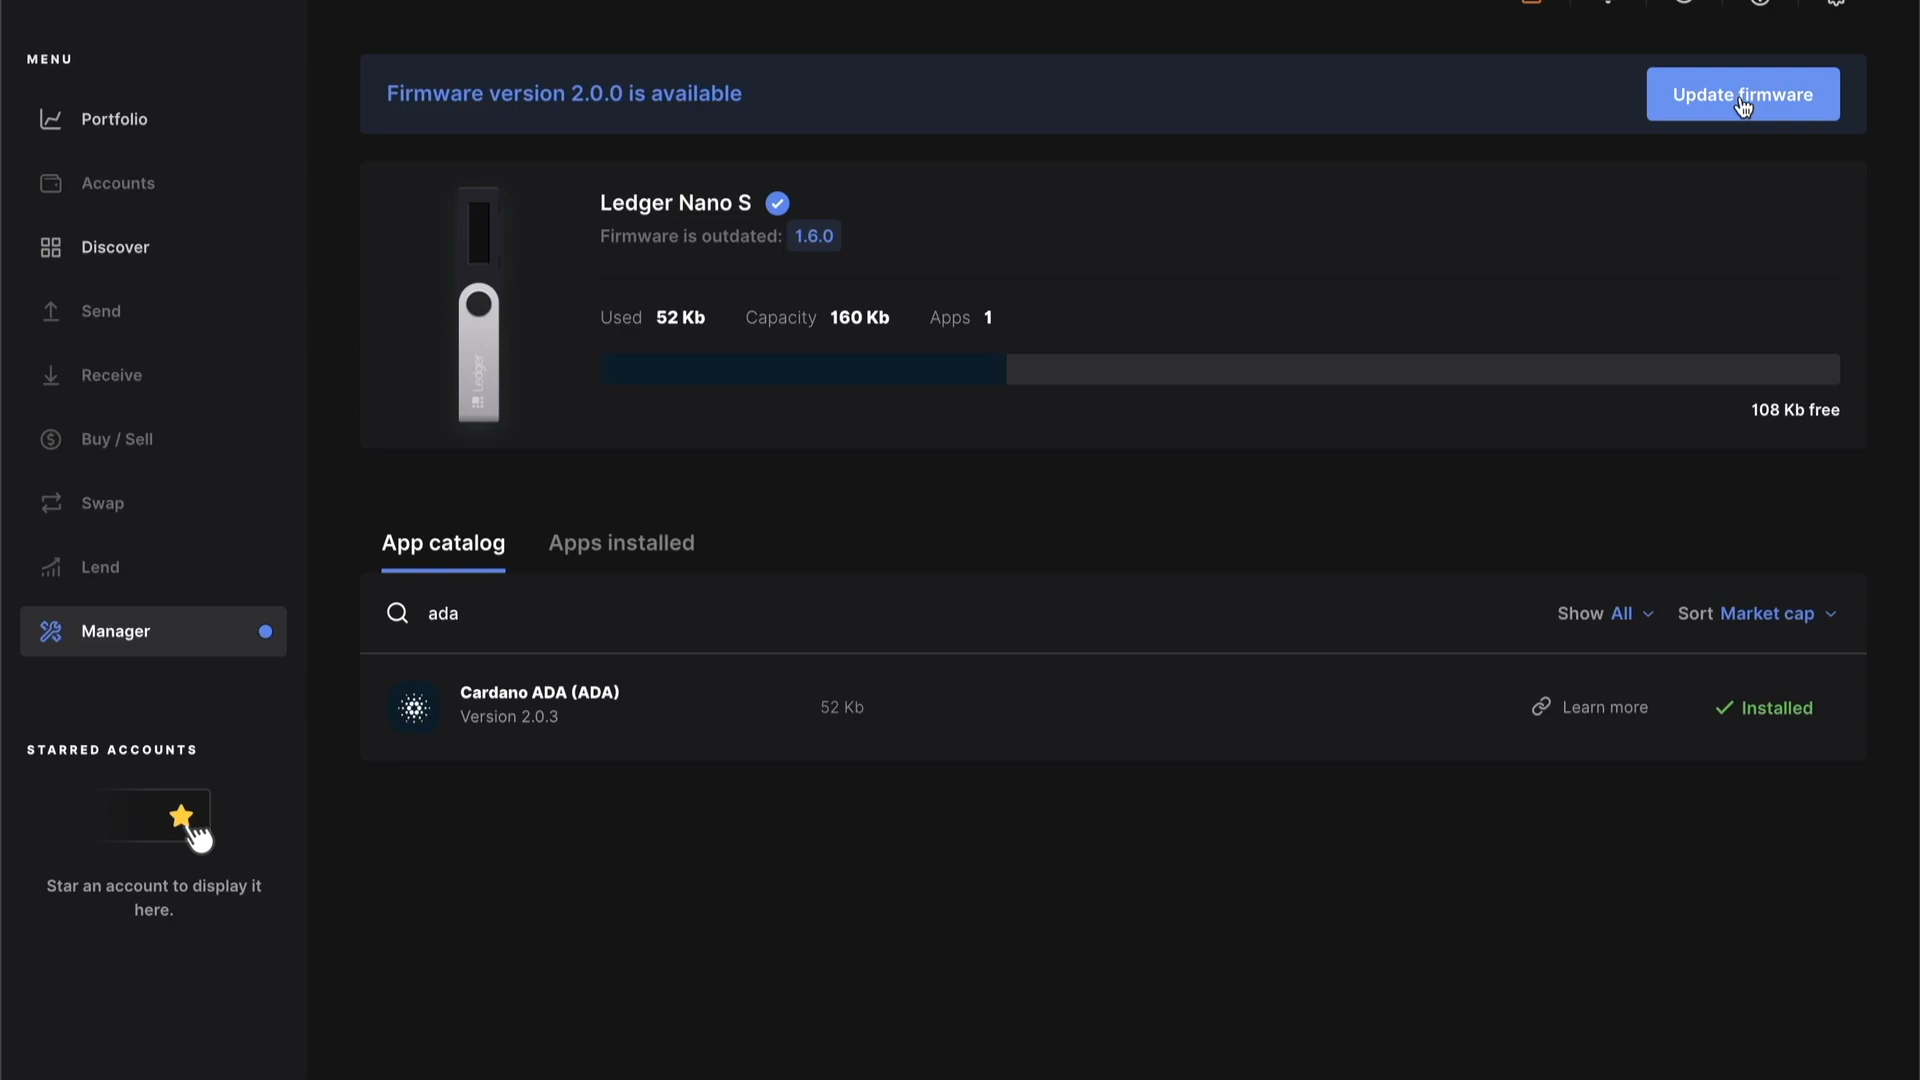 MENU
Portfolio
Accounts
Discover
Send
Receive
Buy / Sell
Swap
Lend
Manager
STARRED ACCOUNTS
Star an account to display it
here.
Firmware version 2.0.0 is available
Update firmware
Ledger Nano S
Firmware is outdated: 1.6.0
Used 52 Kb Capacity 160 Kb Apps 1
108 Kb free
Ledger
App catalog Apps installed
ada
Show All Sort Market cap
Cardano ADA (ADA)
Version 2.0.3
52 Kb
Learn more
Installed